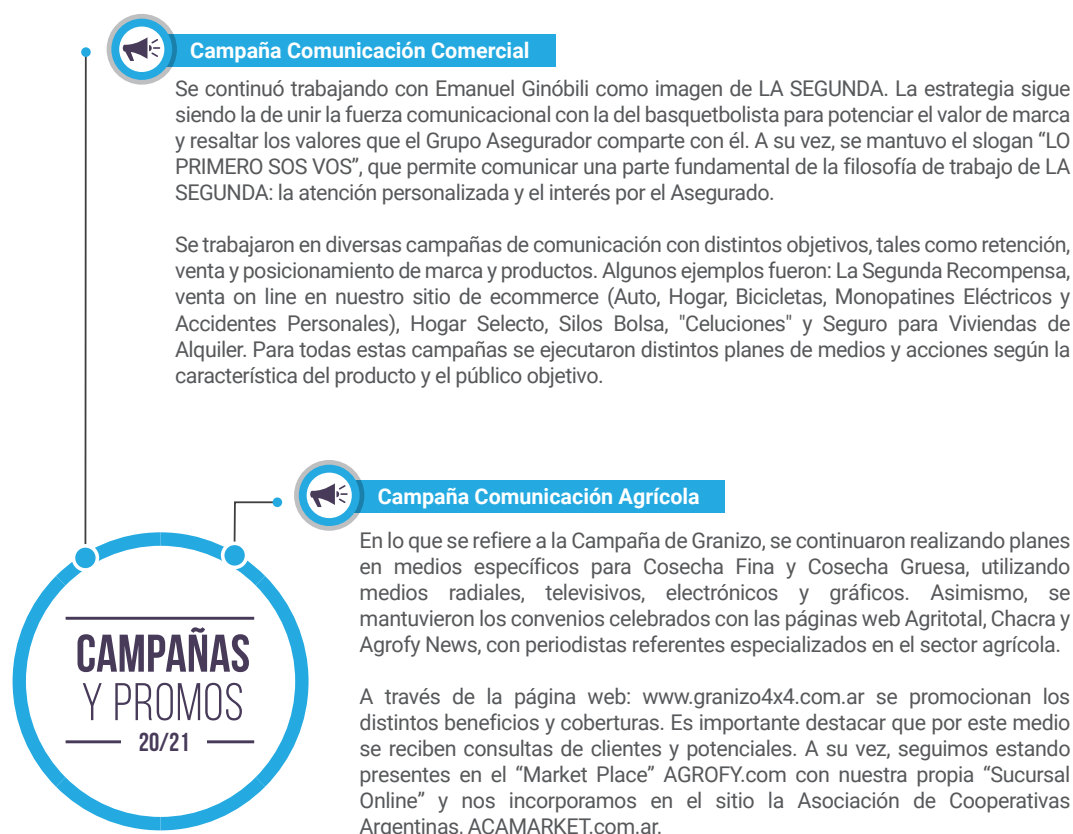 Campaña Comunicación Comercial
Se continuó trabajando con Emanuel Ginóbili como imagen de LA SEGUNDA. La estrategia sigue
siendo la de unir la fuerza comunicacional con la del basquetbolista para potenciar el valor de marca
y resaltar los valores que el Grupo Asegurador comparte con él. A su vez, se mantuvo el slogan “LO
PRIMERO SOS VOS”, que permite comunicar una parte fundamental de la filosofía de trabajo de LA
SEGUNDA: la atención personalizada y el interés por el Asegurado.
Se trabajaron en diversas campañas de comunicación con distintos objetivos, tales como retención,
venta y posicionamiento de marca y productos. Algunos ejemplos fueron: La Segunda Recompensa,
venta on line en nuestro sitio de ecommerce (Auto, Hogar, Bicicletas, Monopatines Eléctricos y
Accidentes Personales), Hogar Selecto, Silos Bolsa, "Celuciones" y Seguro para Viviendas de
Alquiler. Para todas estas campañas se ejecutaron distintos planes de medios y acciones según la
característica del producto y el público objetivo.
Campaña Comunicación Agrícola
En lo que se refiere a la Campaña de Granizo, se continuaron realizando planes
en medios específicos para Cosecha Fina y Cosecha Gruesa, utilizando
medios radiales, televisivos, electrónicos y gráficos. Asimismo, se
mantuvieron los convenios celebrados con las páginas web Agritotal, Chacra y
Agrofy News, con periodistas referentes especializados en el sector agrícola.
A través de la página web: www.granizo4x4.com.ar se promocionan los
distintos beneficios y coberturas. Es importante destacar que por este medio
se reciben consultas de clientes y potenciales. A su vez, seguimos estando
presentes en el “Market Place” AGROFY.com con nuestra propia “Sucursal
Online” y nos incorporamos en el sitio la Asociación de Cooperativas
Argentinas, ACAMARKET.com.ar.
CAMPAÑAS
Y PROMOS
20/21